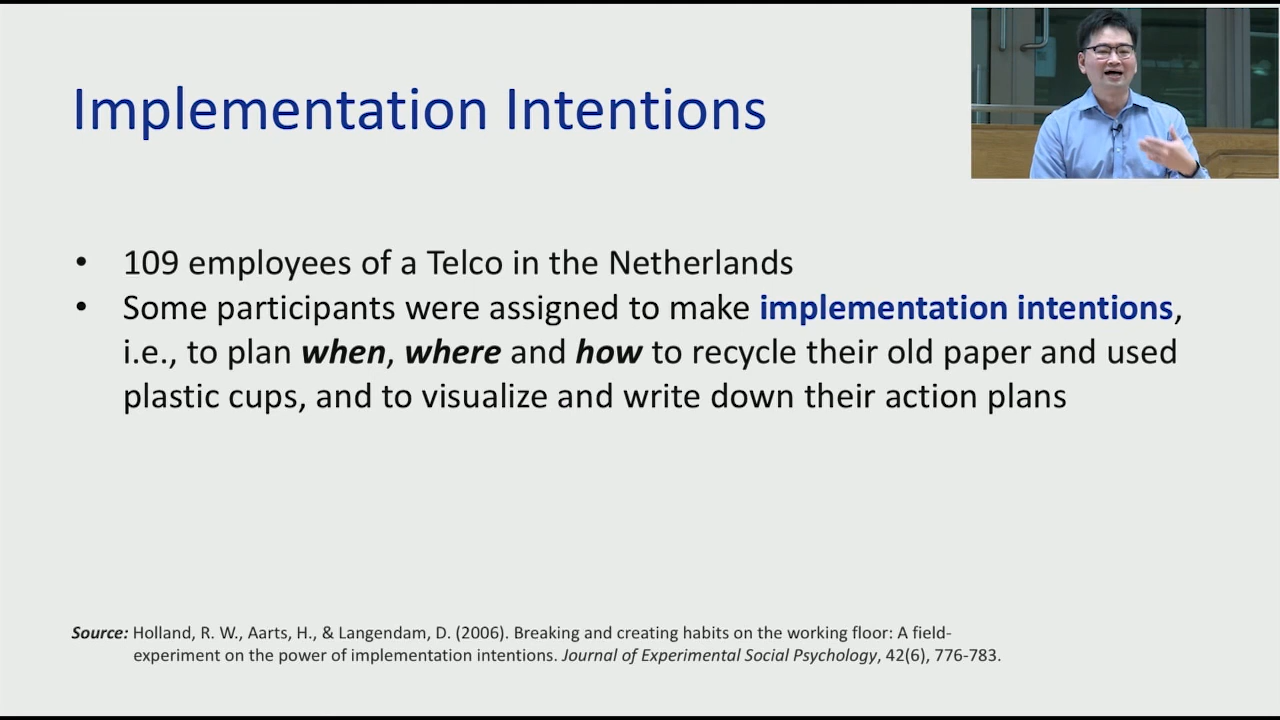 Implementation Intentions
• 109 employees of a Telco in the Netherlands
• Some participants were assigned to make implementation intentions,
i.e., to plan when, where and how to recycle their old paper and used
plastic cups, and to visualize and write down their action plans
Source: Holland, R. W., Aarts, H., & Langendam, D. (2006). Breaking and creating habits on the working floor: A field-
experiment on the power of implementation intentions. Journal of Experimental Social Psychology, 42(6), 776-783.